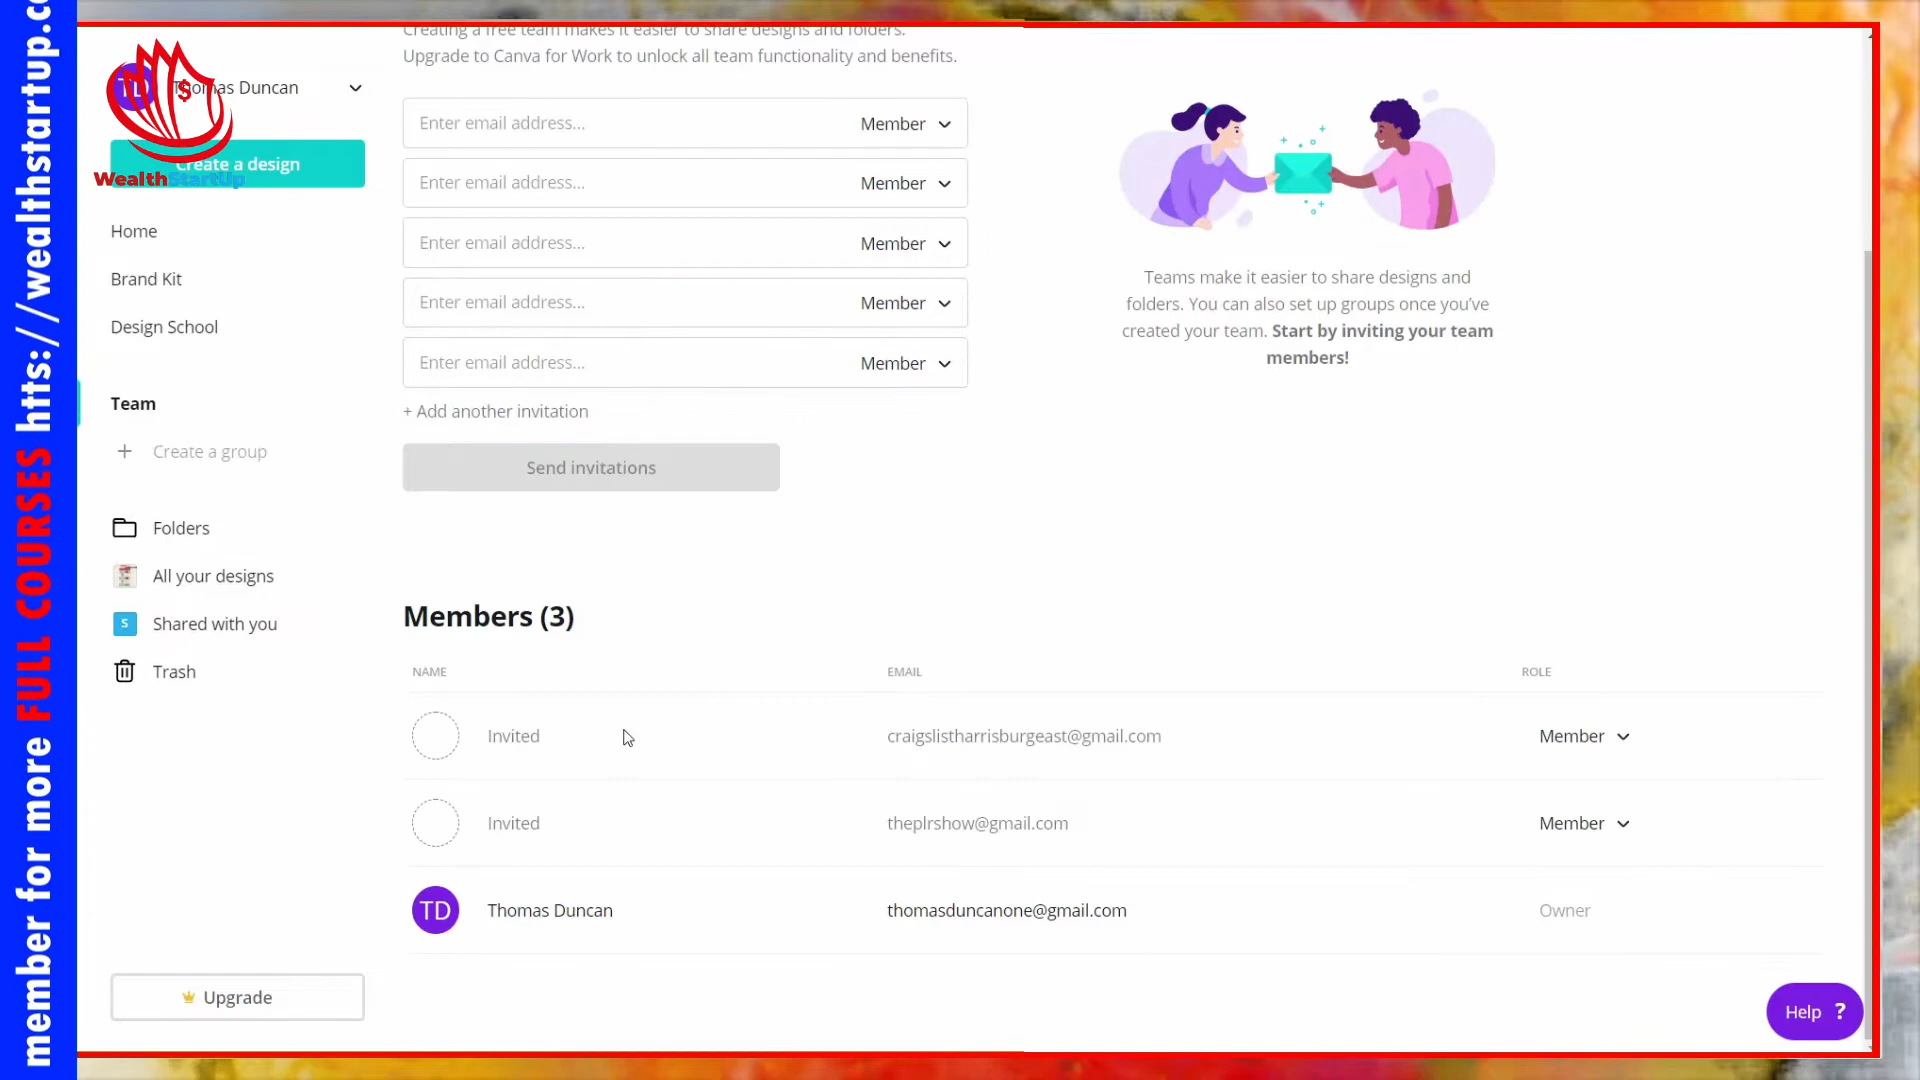 member for more FULL COURSES htts://wealthstartup.co
Thomas Duncan
Create a design
WealthStartUp
Home
Brand Kit
Design School
Team
+ Create a group
Folders
All your designs
S Shared with you
Trash
Upgrade
Creating a free team makes it easier to share designs and folders.
Upgrade to Canva for Work to unlock all team functionality and benefits.
Enter email address... Member
Enter email address... Member
Enter email address... Member
Enter email address... Member
Enter email address... Member
+ Add another invitation
Send invitations
Teams make it easier to share designs and
folders. You can also set up groups once you've
created your team. Start by inviting your team
members!
Members (3)
NAME EMAIL ROLE
Invited craigslistharrisburgeast@gmail.com Member
Invited theplrshow@gmail.com Member
TD Thomas Duncan thomasduncanone@gmail.com Owner
Help ?